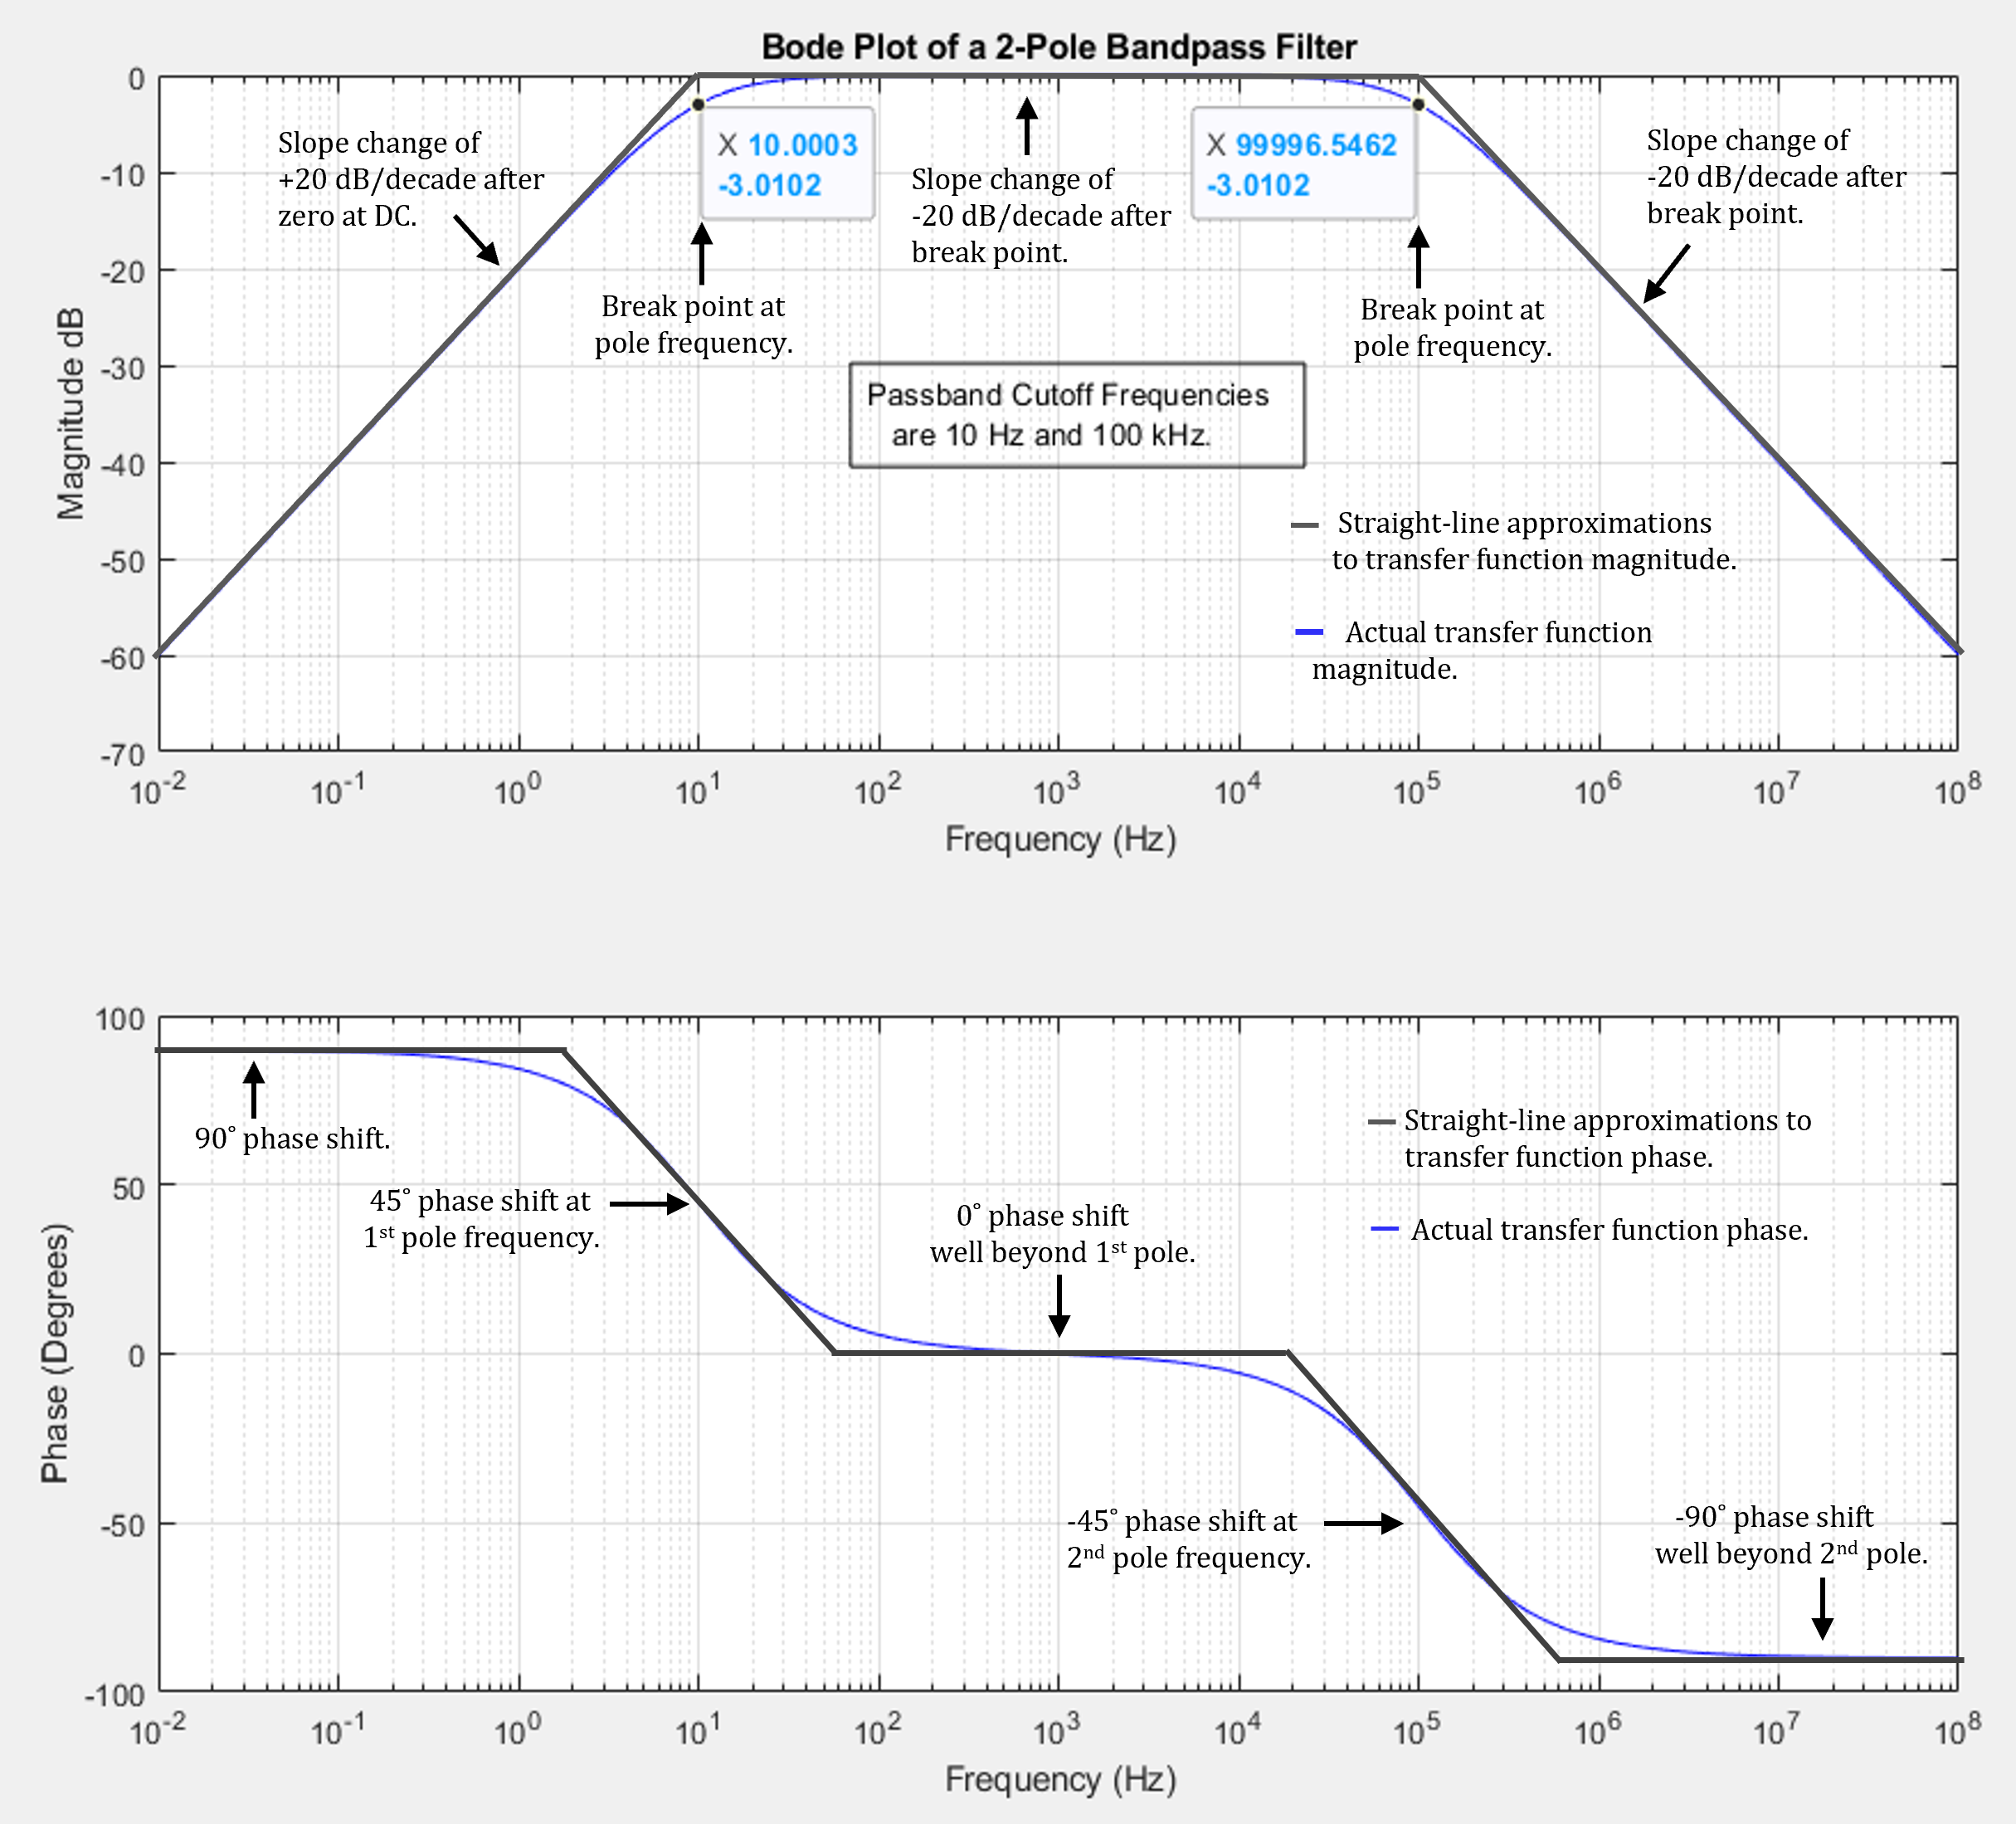 Bode Plot of a 2-Pole Bandpass Filter
0
-10
-20
-30
-40
-50
-60
-70
Magnitude dB
Slope change of
+20 dB/decade after
zero at DC.
X 10.0003
-3.0102
Break point at
pole frequency.
Slope change of
-20 dB/decade after
break point.
X 99996.5462
-3.0102
Break point at
pole frequency.
Slope change of
-20 dB/decade after
break point.
Passband Cutoff Frequencies
are 10 Hz and 100 kHz.
Straight-line approximations
to transfer function magnitude.
Actual transfer function
magnitude.
10⁻² 10⁻¹ 10⁰ 10¹ 10² 10³ 10⁴ 10⁵ 10⁶ 10⁷ 10⁸
Frequency (Hz)
100
50
0
-50
-100
Phase (Degrees)
90° phase shift.
45° phase shift at
1ˢᵗ pole frequency.
0° phase shift
well beyond 1ˢᵗ pole.
Straight-line approximations to
transfer function phase.
Actual transfer function phase.
-45° phase shift at
2ⁿᵈ pole frequency.
-90° phase shift
well beyond 2ⁿᵈ pole.
10⁻² 10⁻¹ 10⁰ 10¹ 10² 10³ 10⁴ 10⁵ 10⁶ 10⁷ 10⁸
Frequency (Hz)